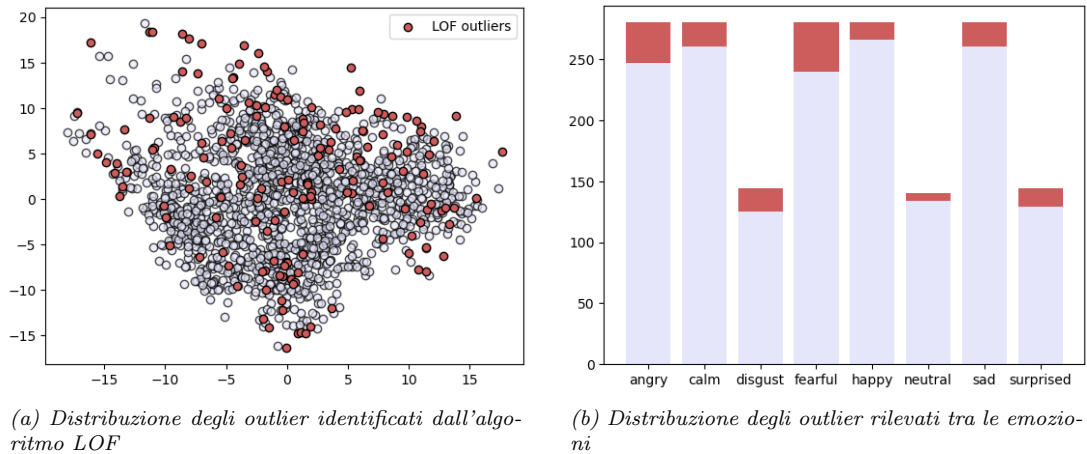 20
15
10
5
0
−5
−10
−15
−15
−10
−5
0
5
10
15
LOF outliers
250
200
150
100
50
0
angry
calm
disgust
fearful
happy
neutral
sad
surprised
(a) Distribuzione degli outlier identificati dall'algo-
ritmo LOF
(b) Distribuzione degli outlier rilevati tra le emozio-
ni